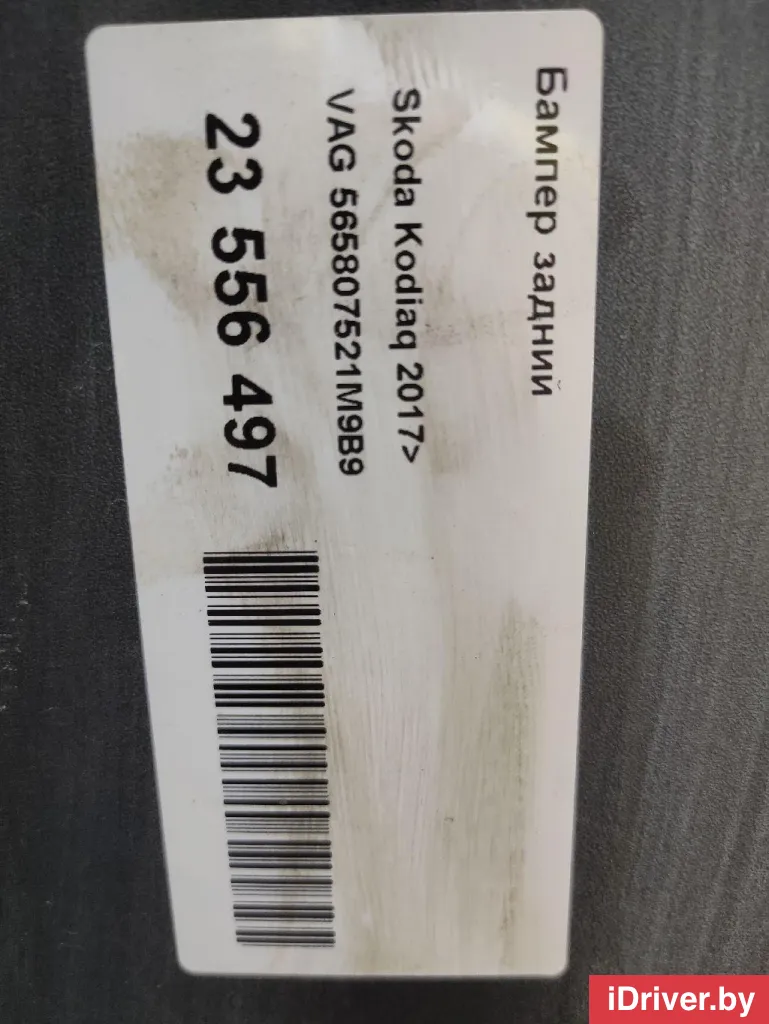 Бампер задний
Skoda Kodiaq 2017>
VAG 565807521M9B9
23 556 497
iDriver.by